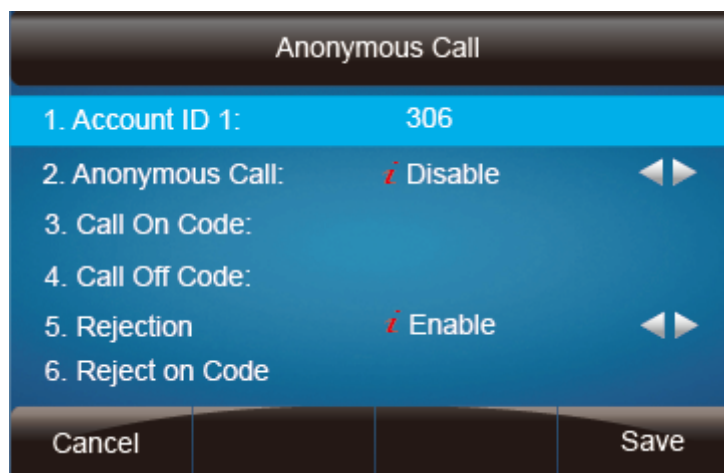 Anonymous Call
1. Account ID 1: 306
2. Anonymous Call: i Disable
3. Call On Code:
4. Call Off Code:
5. Rejection i Enable
6. Reject on Code
Cancel Save